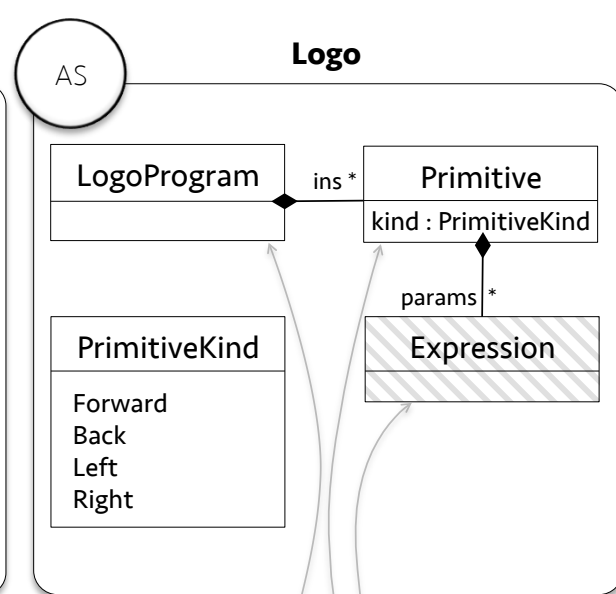 Logo
AS
LogoProgram
ins *
Primitive
kind : PrimitiveKind
params *
PrimitiveKind
Forward
Back
Left
Right
Expression